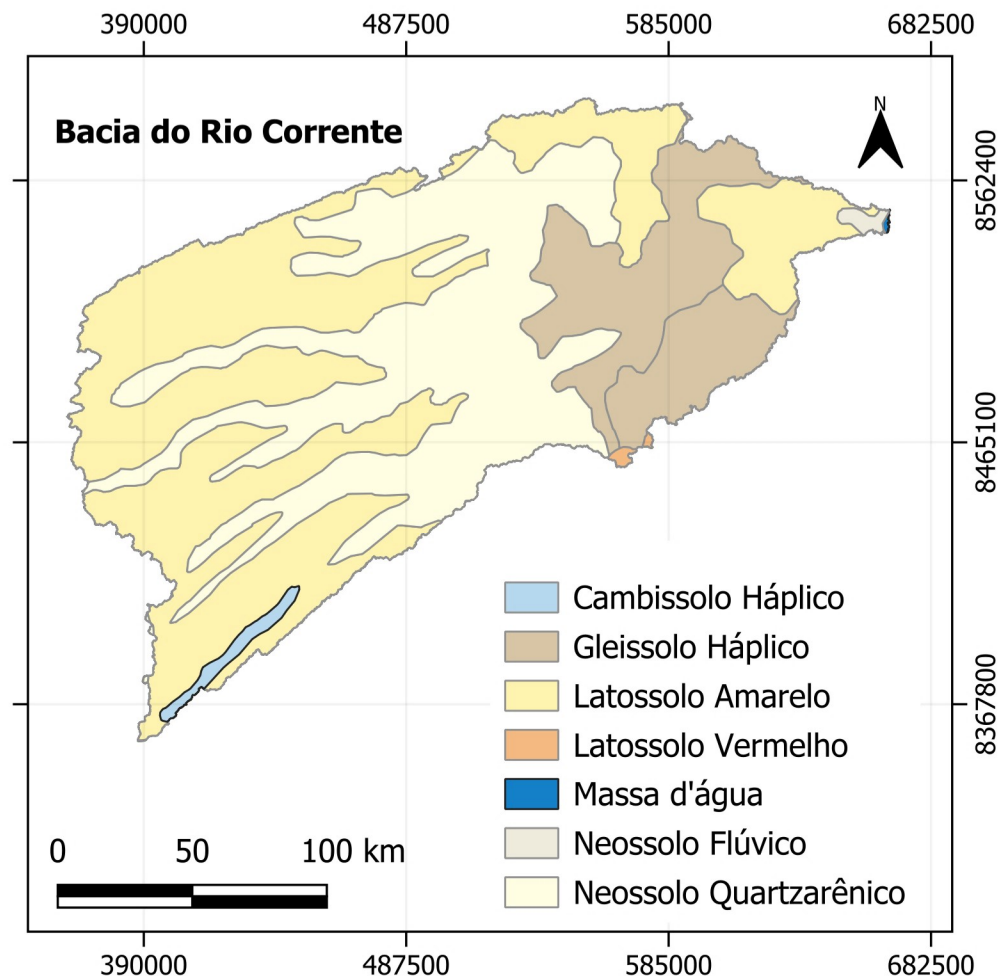 390000 487500 585000 682500
Bacia do Rio Corrente
N
8562400
8465100
Cambissolo Háplico
Gleissolo Háplico
Latossolo Amarelo
8367800
Latossolo Vermelho
Massa d'água
Neossolo Flúvico
Neossolo Quartzarênico
0 50 100 km
390000 487500 585000 682500